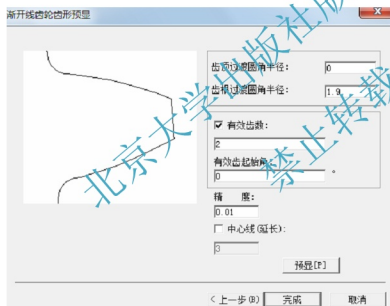 渐开线齿轮齿形预显
齿顶过渡圆角半径：
0
齿根过渡圆角半径：
1.9
有效齿数：
2
有效齿起始角：
0
°
精 度：
0.01
中心线(延长)：
3
预显[P]
< 上一步(B)
完成
取消
北京大学出版社版
禁止转载